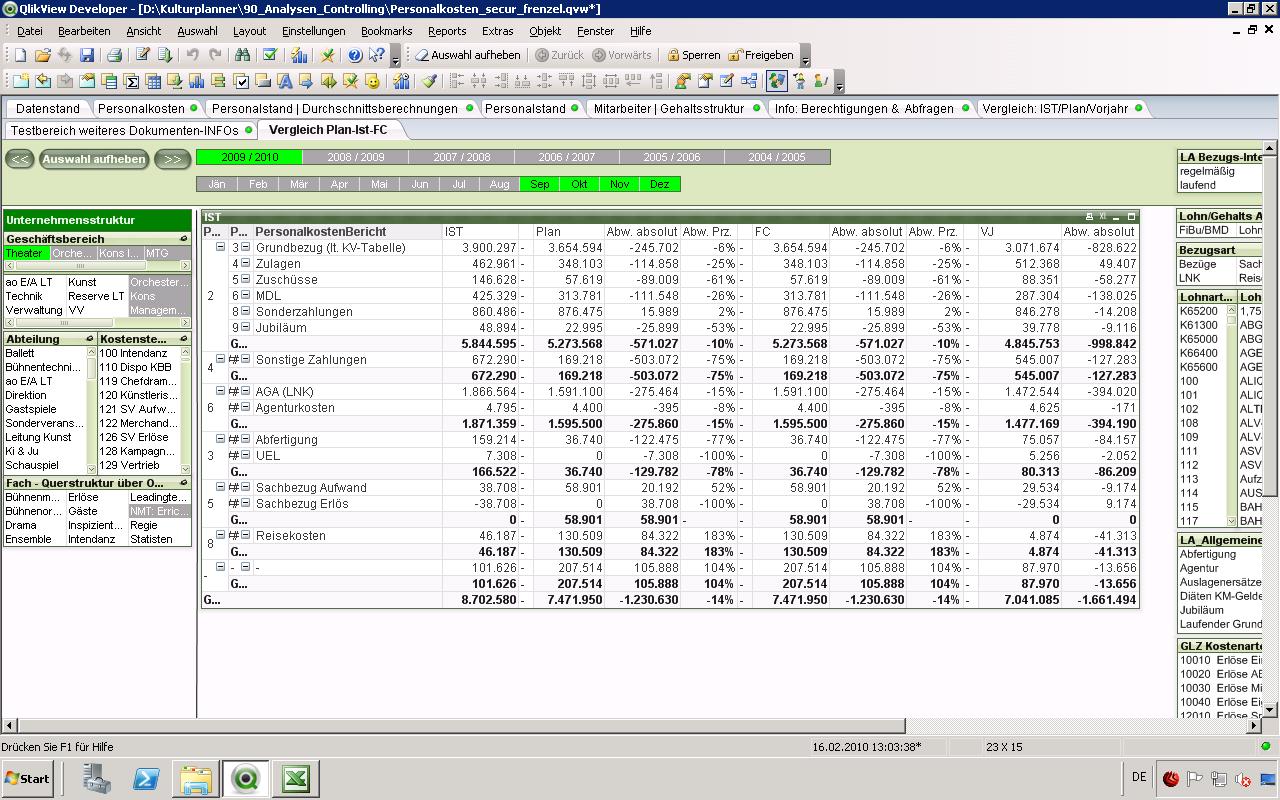 QlikView Developer - [D:\Kulturplanner\90_Analysen_Controlling\Personalkosten_secur_frenzel.qvw*]
Datei Bearbeiten Ansicht Auswahl Layout Einstellungen Bookmarks Reports Extras Objekt Fenster Hilfe
Auswahl aufheben Zurück Vorwärts Sperren Freigeben
Datenstand Personalkosten Personalstand | Durchschnittsberechnungen Personalstand Mitarbeiter | Gehaltsstruktur Info: Berechtigungen & Abfragen Vergleich: IST/Plan/Vorjahr
Testbereich weiteres Dokumenten-INFOs Vergleich Plan-Ist-FC
<< Auswahl aufheben >> 2009 / 2010 2008 / 2009 2007 / 2008 2006 / 2007 2005 / 2006 2004 / 2005
Jän Feb Mär Apr Mai Jun Jul Aug Sep Okt Nov Dez
Unternehmensstruktur
Geschäftsbereich
Theater Orche... Kons I... MTG
ao E/A LT Kunst Orchester...
Technik Reserve LT Kons
Verwaltung VV Managem...
Abteilung Kostenste...
Ballett 100 Intendanz
Bühnentechni... 110 Dispo KBB
ao E/A LT 119 Chefdram...
Direktion 120 Künstleris...
Gastspiele 121 SV Aufw...
Sonderverans... 122 Merchand...
Leitung Kunst 126 SV Erlöse
Ki & Ju 128 Kampagn...
Schauspiel 129 Vertrieb
Fach - Querstruktur über O...
Bühnenm... Erlöse Leadingte...
Bühnenor... Gäste NMT: Erric...
Drama Inspizient... Regie
Ensemble Intendanz Statisten
IST XL
P... P... PersonalkostenBericht IST Plan Abw. absolut Abw. Prz. FC Abw. absolut Abw. Prz. VJ Abw. absolut
2 3 Grundbezug (lt. KV-Tabelle) 3.900.297 - 3.654.594 -245.702 -6% - 3.654.594 -245.702 -6% - 3.071.674 -828.622
4 Zulagen 462.961 - 348.103 -114.858 -25% - 348.103 -114.858 -25% - 512.368 49.407
5 Zuschüsse 146.628 - 57.619 -89.009 -61% - 57.619 -89.009 -61% - 88.351 -58.277
6 MDL 425.329 - 313.781 -111.548 -26% - 313.781 -111.548 -26% - 287.304 -138.025
8 Sonderzahlungen 860.486 - 876.475 15.989 2% - 876.475 15.989 2% - 846.278 -14.208
9 Jubiläum 48.894 - 22.995 -25.899 -53% - 22.995 -25.899 -53% - 39.778 -9.116
G... 5.844.595 - 5.273.568 -571.027 -10% - 5.273.568 -571.027 -10% - 4.845.753 -998.842
4 Sonstige Zahlungen 672.290 - 169.218 -503.072 -75% - 169.218 -503.072 -75% - 545.007 -127.283
G... 672.290 - 169.218 -503.072 -75% - 169.218 -503.072 -75% - 545.007 -127.283
6 AGA (LNK) 1.866.564 - 1.591.100 -275.464 -15% - 1.591.100 -275.464 -15% - 1.472.544 -394.020
Agenturkosten 4.795 - 4.400 -395 -8% - 4.400 -395 -8% - 4.625 -171
G... 1.871.359 - 1.595.500 -275.860 -15% - 1.595.500 -275.860 -15% - 1.477.169 -394.190
3 Abfertigung 159.214 - 36.740 -122.475 -77% - 36.740 -122.475 -77% - 75.057 -84.157
UEL 7.308 - 0 -7.308 -100% - 0 -7.308 -100% - 5.256 -2.052
G... 166.522 - 36.740 -129.782 -78% - 36.740 -129.782 -78% - 80.313 -86.209
5 Sachbezug Aufwand 38.708 - 58.901 20.192 52% - 58.901 20.192 52% - 29.534 -9.174
Sachbezug Erlös -38.708 - 0 38.708 -100% - 0 38.708 -100% - -29.534 9.174
G... 0 - 58.901 58.901 - - 58.901 58.901 - - 0 0
8 Reisekosten 46.187 - 130.509 84.322 183% - 130.509 84.322 183% - 4.874 -41.313
G... 46.187 - 130.509 84.322 183% - 130.509 84.322 183% - 4.874 -41.313
- - - 101.626 - 207.514 105.888 104% - 207.514 105.888 104% - 87.970 -13.656
G... 101.626 - 207.514 105.888 104% - 207.514 105.888 104% - 87.970 -13.656
G... 8.702.580 - 7.471.950 -1.230.630 -14% - 7.471.950 -1.230.630 -14% - 7.041.085 -1.661.494
LA Bezugs-Inte
regelmäßig
laufend
Lohn/Gehalts A
FiBu/BMD Lohn
Bezugsart
Bezüge Sach
LNK Reise
Lohnart... Loh
K65200 1,75
K61300 ABG
K65000 ABG
K66400 AGE
K65600 AGE
100 ALIQ
101 ALIQ
102 ALTE
108 ALV-
109 ALV-
111 ASV
112 ASV
113 Aufz
114 AUS
115 BAH
117 BAH
LA_Allgemeine
Abfertigung
Agentur
Auslagenersätze
Diäten KM-Gelde
Jubiläum
Laufender Grund
GLZ Kostenarte
10010 Erlöse Ei
10020 Erlöse AE
10030 Erlöse Mi
10040 Erlöse Ei
12010 Erlöse Sp
Drücken Sie F1 für Hilfe 16.02.2010 13:03:38* 23 X 15
Start DE